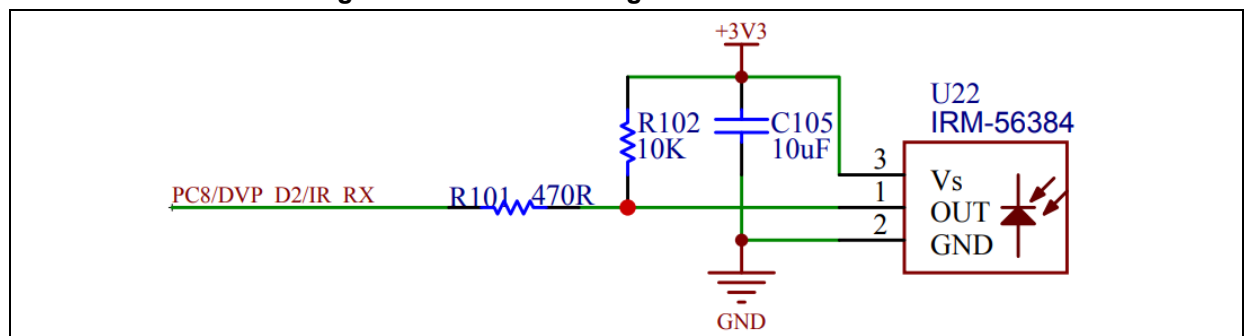 +3V3
U22
IRM-56384
R102
10K
C105
10uF
3
Vs
PC8/DVP_D2/IR_RX
R101
470R
1
OUT
2
GND
GND